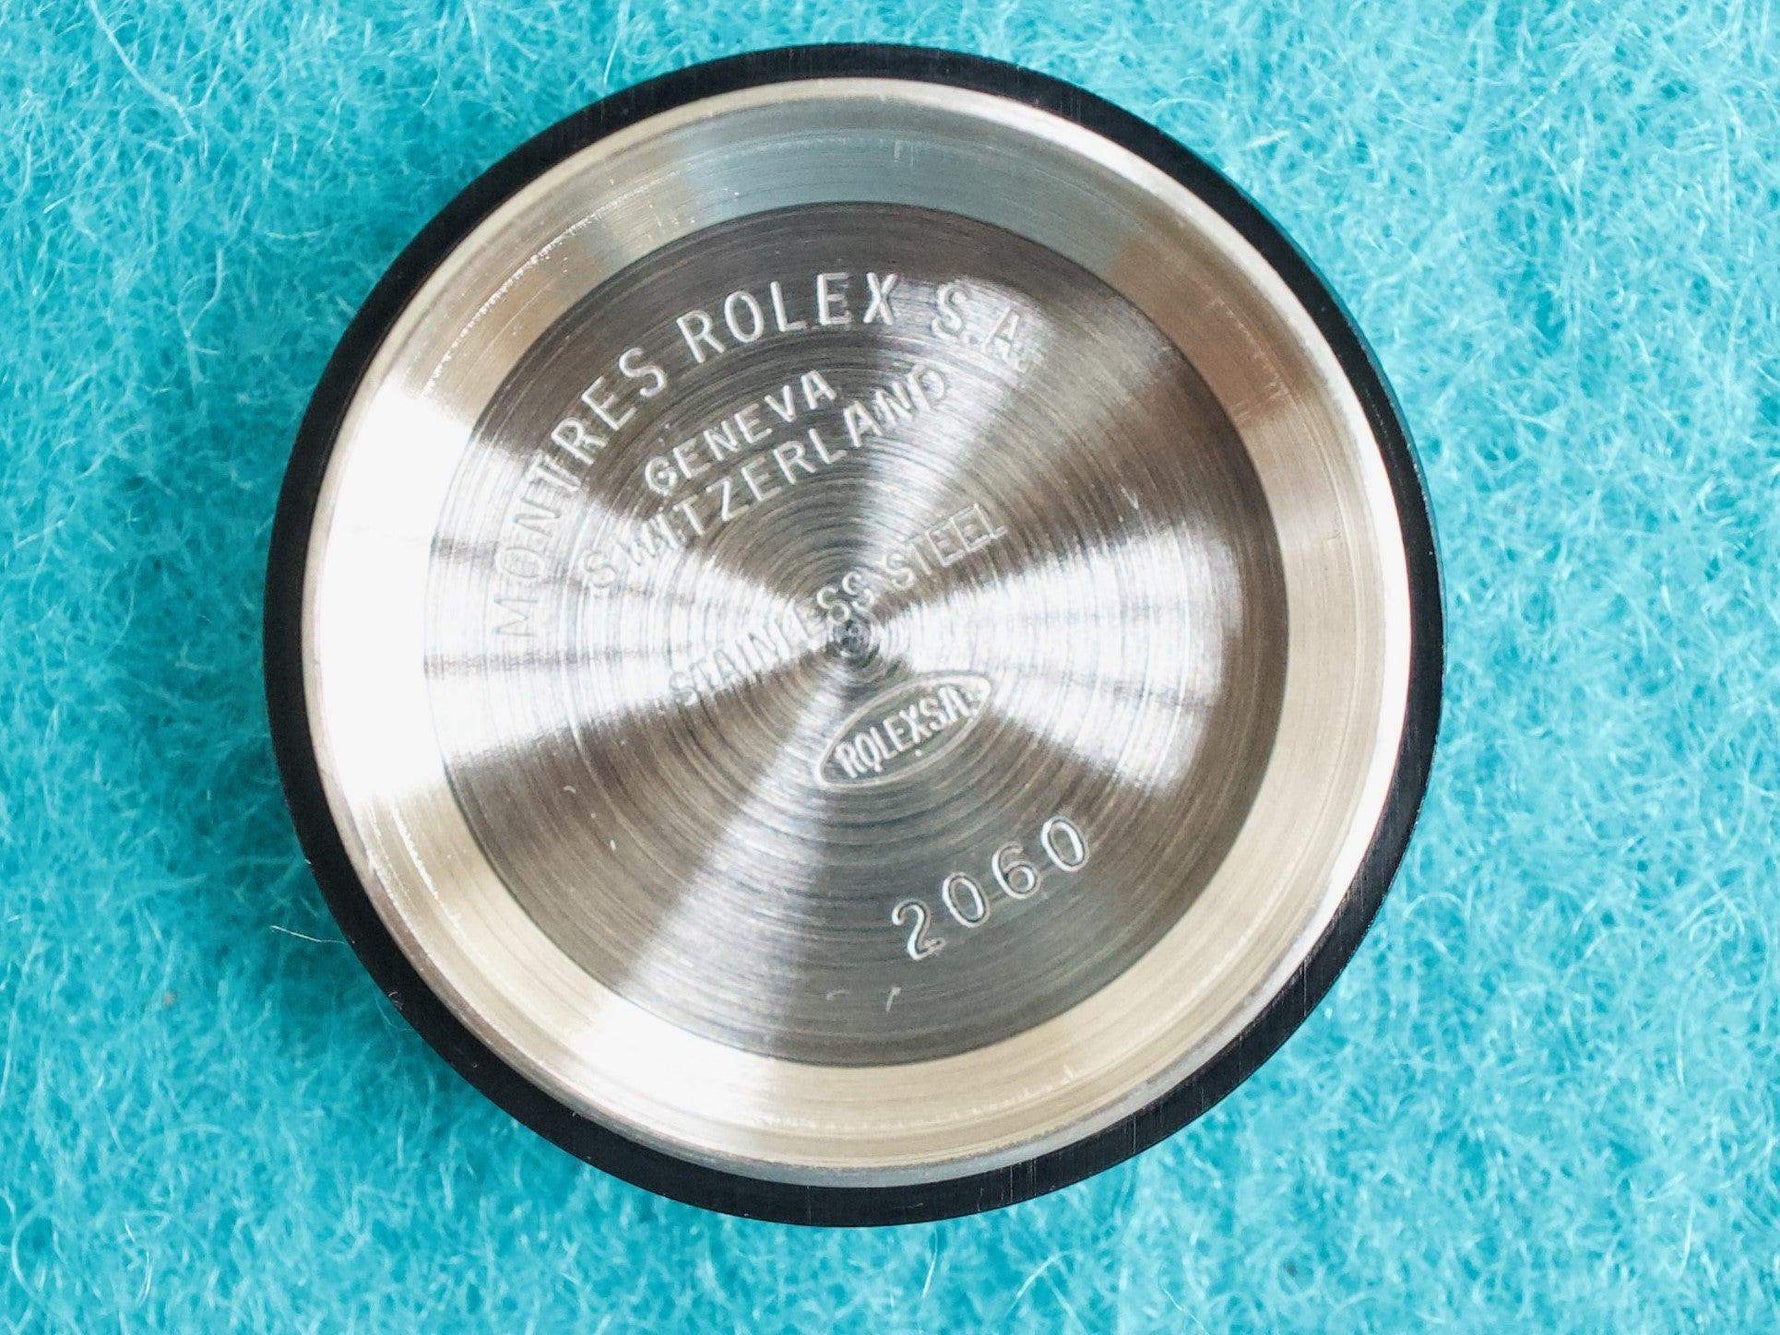 MONTRES ROLEX S.A.
GENEVA
SWITZERLAND
STAINLESS STEEL
ROLEXSA
2060